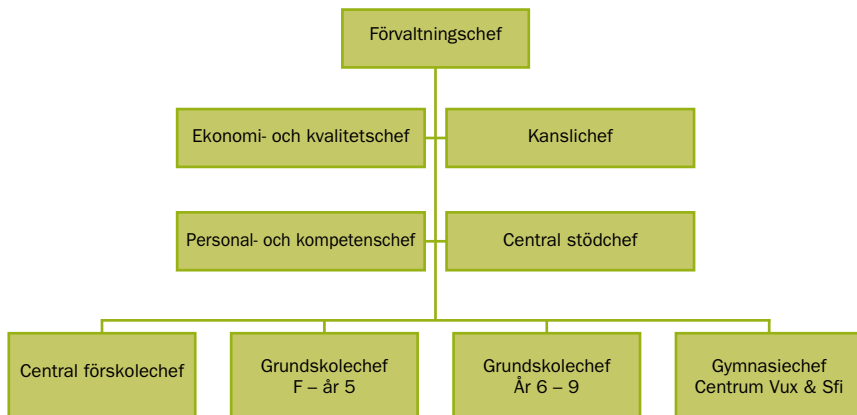 Förvaltningschef
Ekonomi- och kvalitetschef
Kanslichef
Personal- och kompetenschef
Central stödchef
Central förskolechef
Grundskolechef
F – år 5
Grundskolechef
År 6 – 9
Gymnasiechef
Centrum Vux & Sfi